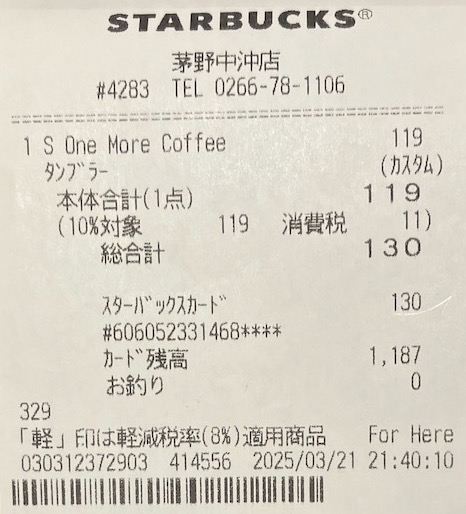 STARBUCKS®
茅野中沖店
#4283 TEL 0266-78-1106
1 S One More Coffee 119
ﾀﾝﾌﾞﾗｰ (ｶｽﾀﾑ)
本体合計(1点) 119
(10%対象 119 消費税 11)
総合計 130
ｽﾀｰﾊﾞｯｸｽｶｰﾄﾞ 130
#606052331468****
ｶｰﾄﾞ残高 1,187
お釣り 0
329
「軽」印は軽減税率(8%)適用商品 For Here
030312372903 414556 2025/03/21 21:40:10